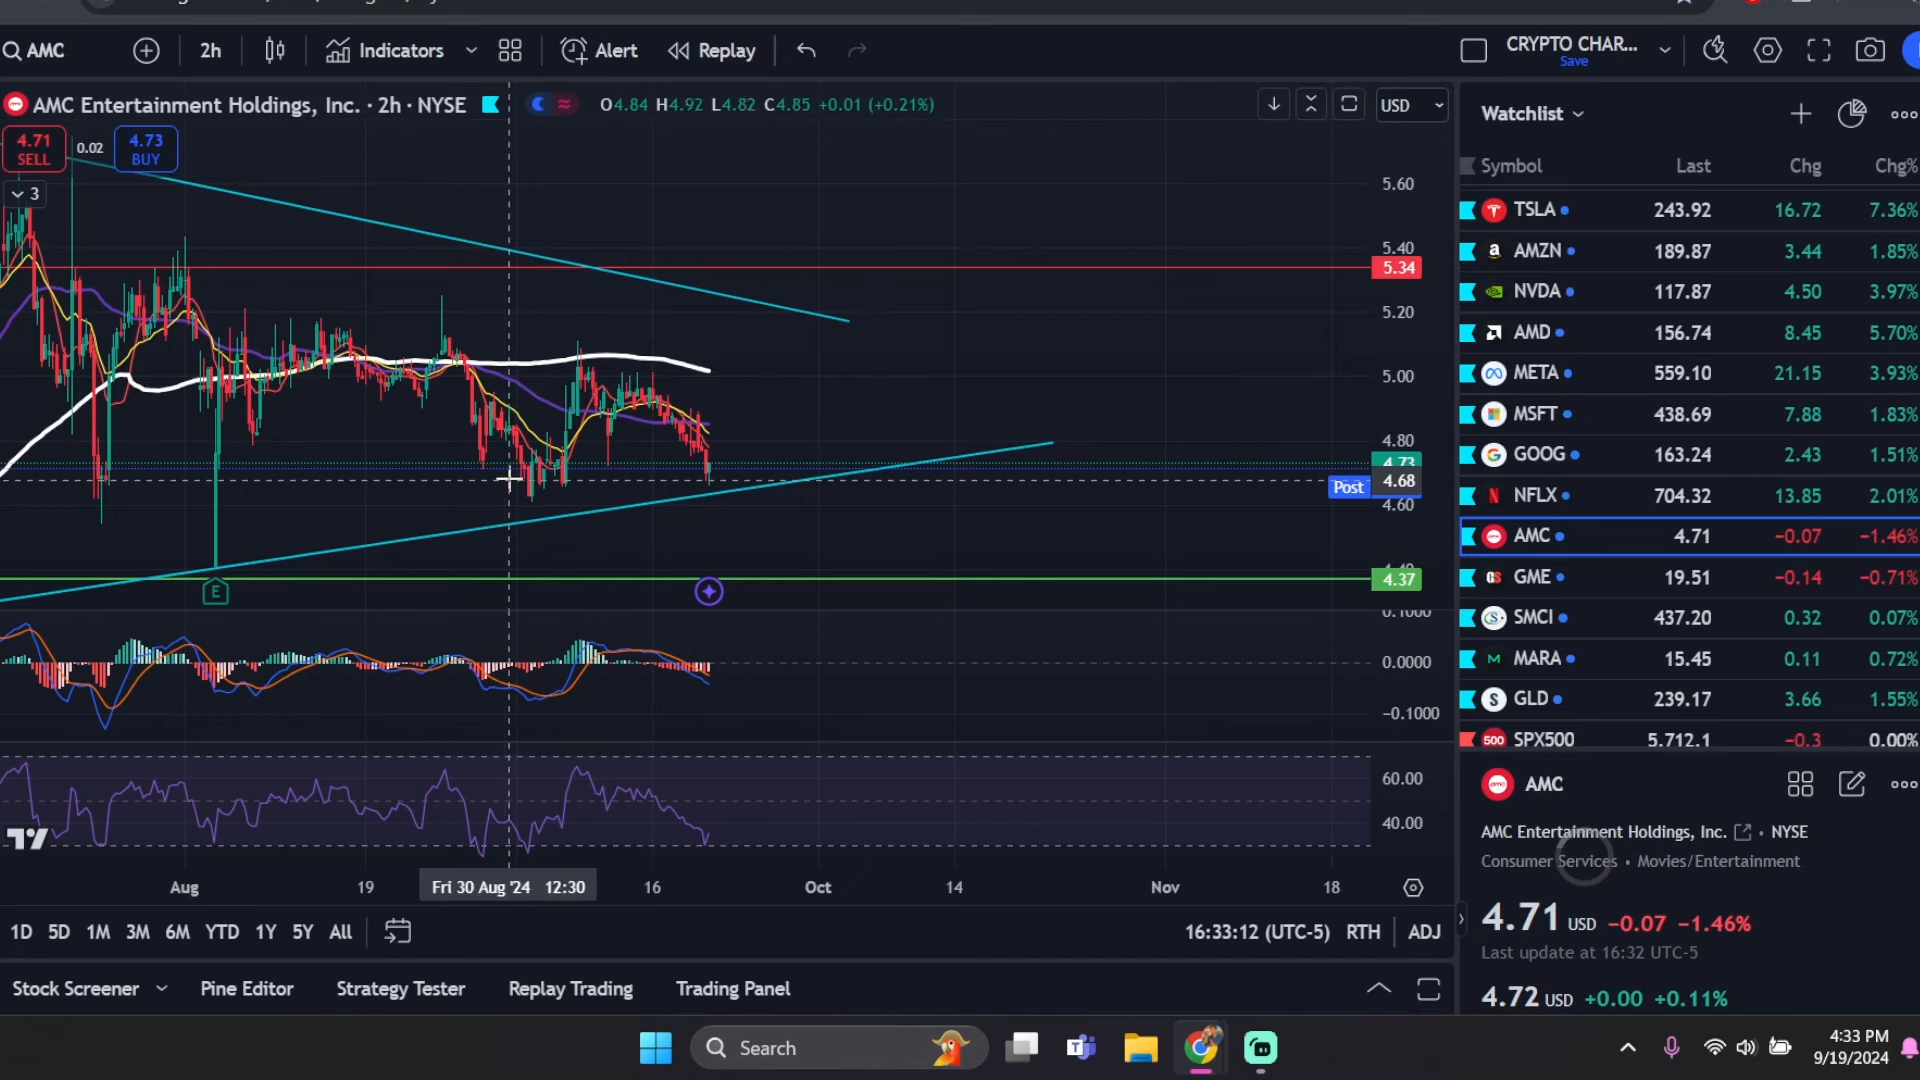 AMC
2h
Indicators
Alert
Replay
CRYPTO CHAR...
Save
AMC Entertainment Holdings, Inc. · 2h · NYSE
O4.84 H4.92 L4.82 C4.85 +0.01 (+0.21%)
USD
4.71
SELL
0.02
4.73
BUY
3
5.60
5.40
5.34
5.20
5.00
4.80
4.73
Post
4.68
4.60
4.40
4.37
E
0.1000
0.0000
−0.1000
60.00
40.00
Aug
19
Fri 30 Aug '24 12:30
16
Oct
14
Nov
18
1D 5D 1M 3M 6M YTD 1Y 5Y All
16:33:12 (UTC-5) RTH ADJ
Stock Screener
Pine Editor
Strategy Tester
Replay Trading
Trading Panel
Watchlist
Symbol Last Chg Chg%
TSLA 243.92 16.72 7.36%
AMZN 189.87 3.44 1.85%
NVDA 117.87 4.50 3.97%
AMD 156.74 8.45 5.70%
META 559.10 21.15 3.93%
MSFT 438.69 7.88 1.83%
GOOG 163.24 2.43 1.51%
NFLX 704.32 13.85 2.01%
AMC 4.71 −0.07 −1.46%
GME 19.51 −0.14 −0.71%
SMCI 437.20 0.32 0.07%
MARA 15.45 0.11 0.72%
GLD 239.17 3.66 1.55%
500 SPX500 5,712.1 −0.3 0.00%
AMC
AMC Entertainment Holdings, Inc. · NYSE
Consumer Services • Movies/Entertainment
4.71 USD −0.07 −1.46%
Last update at 16:32 UTC-5
4.72 USD +0.00 +0.11%
Search
4:33 PM
9/19/2024